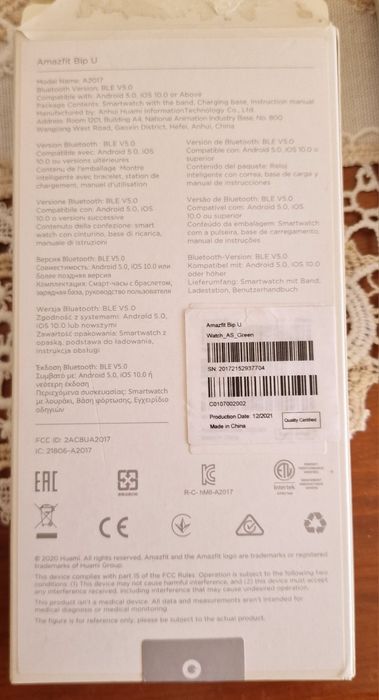 Amazfit Bip U
Model Name: A2017
Bluetooth Version: BLE V5.0
Compatible with: Android 5.0, iOS 10.0 or Above
Package Contents: Smartwatch with the band, Charging base, Instruction manual
Manufactured by: Anhui Huami Information Technology Co., Ltd.
Address: Room 1201, Building A4, National Animation Industry Base, No. 800
Wangjiang West Road, Gaoxin District, Hefei, Anhui, China
Version Bluetooth : BLE V5.0
Compatible avec: Android 5.0, iOS
10.0 ou versions ultérieures
Contenu de l'emballage :Montre
intelligente avec bracelet, station de
chargement, manuel d'utilisation
Versión de Bluetooth: BLE V5.0
Compatible con: Android 5.0, iOS 10.0 o
superior
Contenido del paquete: Reloj
inteligente con correa, base de carga y
manual de instrucciones
Versione Bluetooth: BLE V5.0
Compatibile con: Android 5.0, iOS
10.0 o versioni successive
Contenuto della confezione: smart
watch con cinturino, base di ricarica,
manuale di istruzioni
Versão de Bluetooth: BLE V5.0
Compatível com: Android 5.0, iOS
10.0 ou superior
Conteúdo da embalagem: Smartwatch
com a pulseira, base de carregamento,
manual de instruções
Версия Bluetooth: BLE V5.0
Совместимость: Android 5.0, iOS 10.0 или
более поздняя версия
Комплектация: Смарт-часы с браслетом,
зарядная база, руководство пользователя
Bluetooth-Version: BLE V5.0
Kompatibel mit: Android 5.0, iOS 10.0
oder höher
Lieferumfang: Smartwatch mit Band,
Ladestation, Benutzerhandbuch
Wersja Bluetooth: BLE V5.0
Zgodność z systemami: Android 5.0,
iOS 10.0 lub nowszymi
Zawartość opakowania: Smartwatch z
opaską, podstawa do ładowania,
instrukcja obsługi
Έκδοση Bluetooth: BLE V5.0
Συμβατό με: Android 5.0, iOS 10.0 ή
νεότερη έκδοση
Περιεχόμενα συσκευασίας: Smartwatch
με λουράκι, Βάση φόρτωσης, Εγχειρίδιο
οδηγιών
Amazfit Bip U
Watch_AS_Green
SN: 20172152937704
C0107002002
Production Date: 12/2021
Made in China
Quality Certified
FCC ID: 2AC8UA2017
IC: 21806-A2017
EAC
R-C-hM8-A2017
ETL
Intertek
CE
© 2020 Huami. All rights reserved. Amazfit and the Amazfit logo are trademarks or registered
trademarks of Huami Group.
This device complies with part 15 of the FCC Rules. Operation is subject to the following two
conditions: (1) This device may not cause harmful interference, and (2) this device must accept
any interference received, including interference that may cause undesired operation.
This product isn't a medical device. All data and measurements aren't intended for
medical diagnosis or medical monitoring.
The figure is for reference only, please be subject to the actual product.